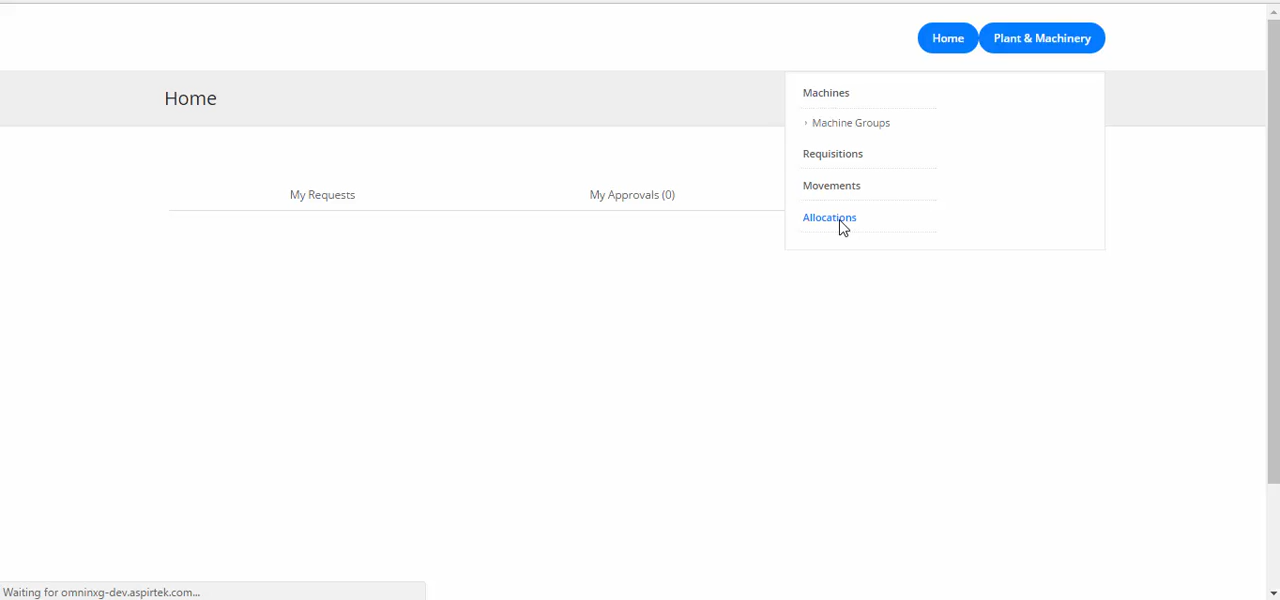 Home
Plant & Machinery
Home
Machines
Machine Groups
Requisitions
Movements
Allocations
My Requests
My Approvals (0)
Waiting for omninxg-dev.aspirtek.com...